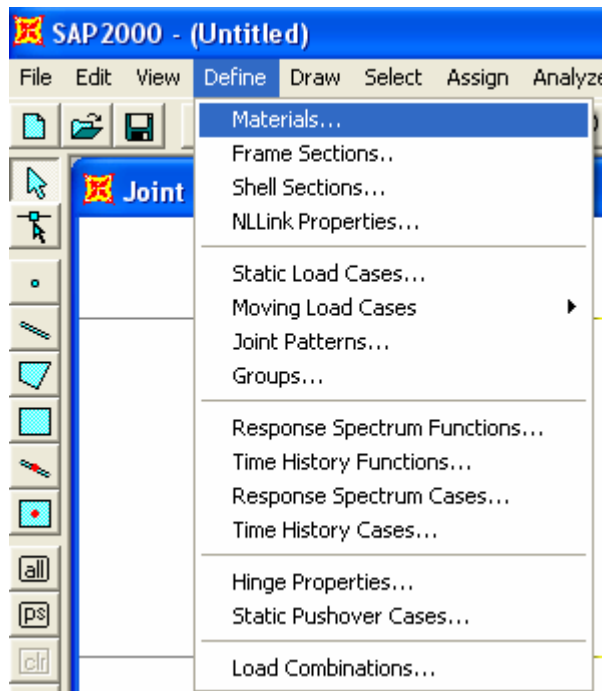 SAP2000 - (Untitled)
File Edit View Define Draw Select Assign Analyze
Materials...
Frame Sections..
Shell Sections...
NLLink Properties...
Joint
Static Load Cases...
Moving Load Cases
Joint Patterns...
Groups...
Response Spectrum Functions...
Time History Functions...
Response Spectrum Cases...
Time History Cases...
all
Hinge Properties...
ps
Static Pushover Cases...
clr
Load Combinations...